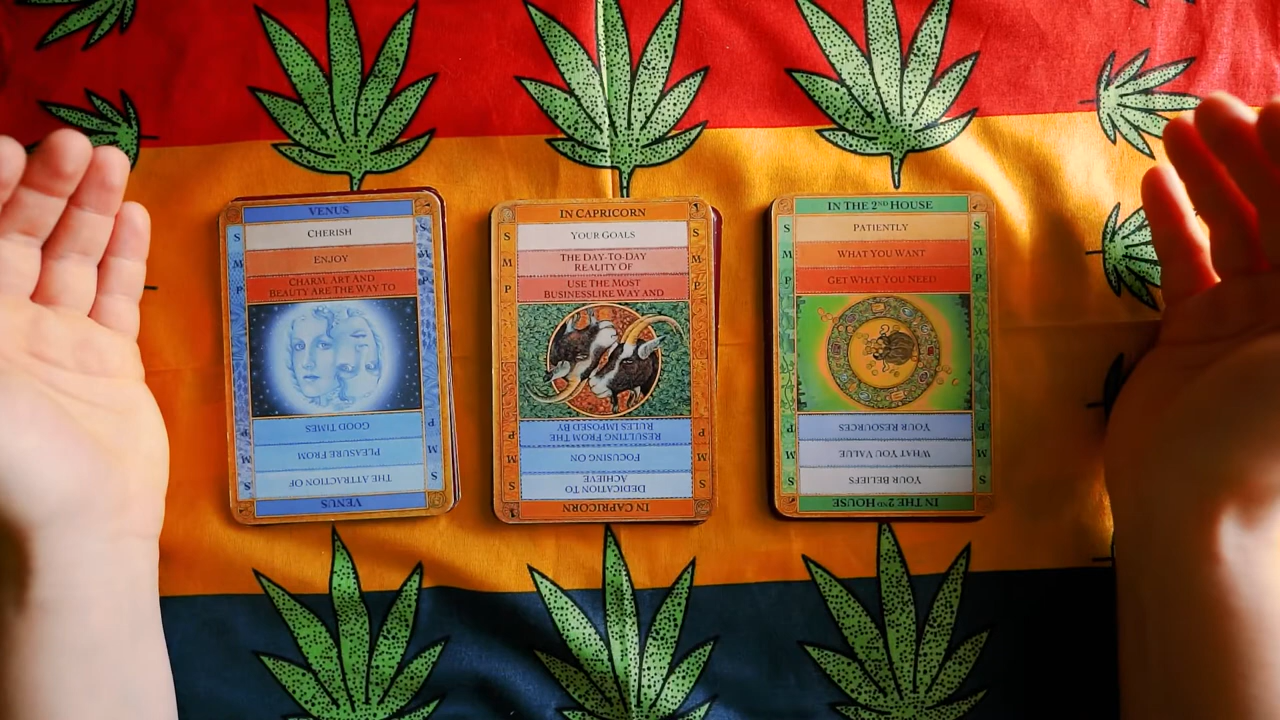 VENUS
CHERISH
ENJOY
CHARM, ART AND
BEAUTY ARE THE WAY TO
S
M
P
S
M
P
GOOD TIMES
PLEASURE FROM
THE ATTRACTION OF
VENUS
P
M
S
P
M
S
IN CAPRICORN
YOUR GOALS
THE DAY-TO-DAY
REALITY OF
USE THE MOST
BUSINESSLIKE WAY AND
S
M
P
S
M
P
RESULTING FROM THE
RULES IMPOSED BY
FOCUSING ON
DEDICATION TO
ACHIEVE
IN CAPRICORN
P
M
S
P
M
S
IN THE 2ND HOUSE
PATIENTLY
WHAT YOU WANT
GET WHAT YOU NEED
S
M
P
S
M
P
YOUR RESOURCES
WHAT YOU VALUE
YOUR BELIEFS
IN THE 2ND HOUSE
P
M
S
P
M
S